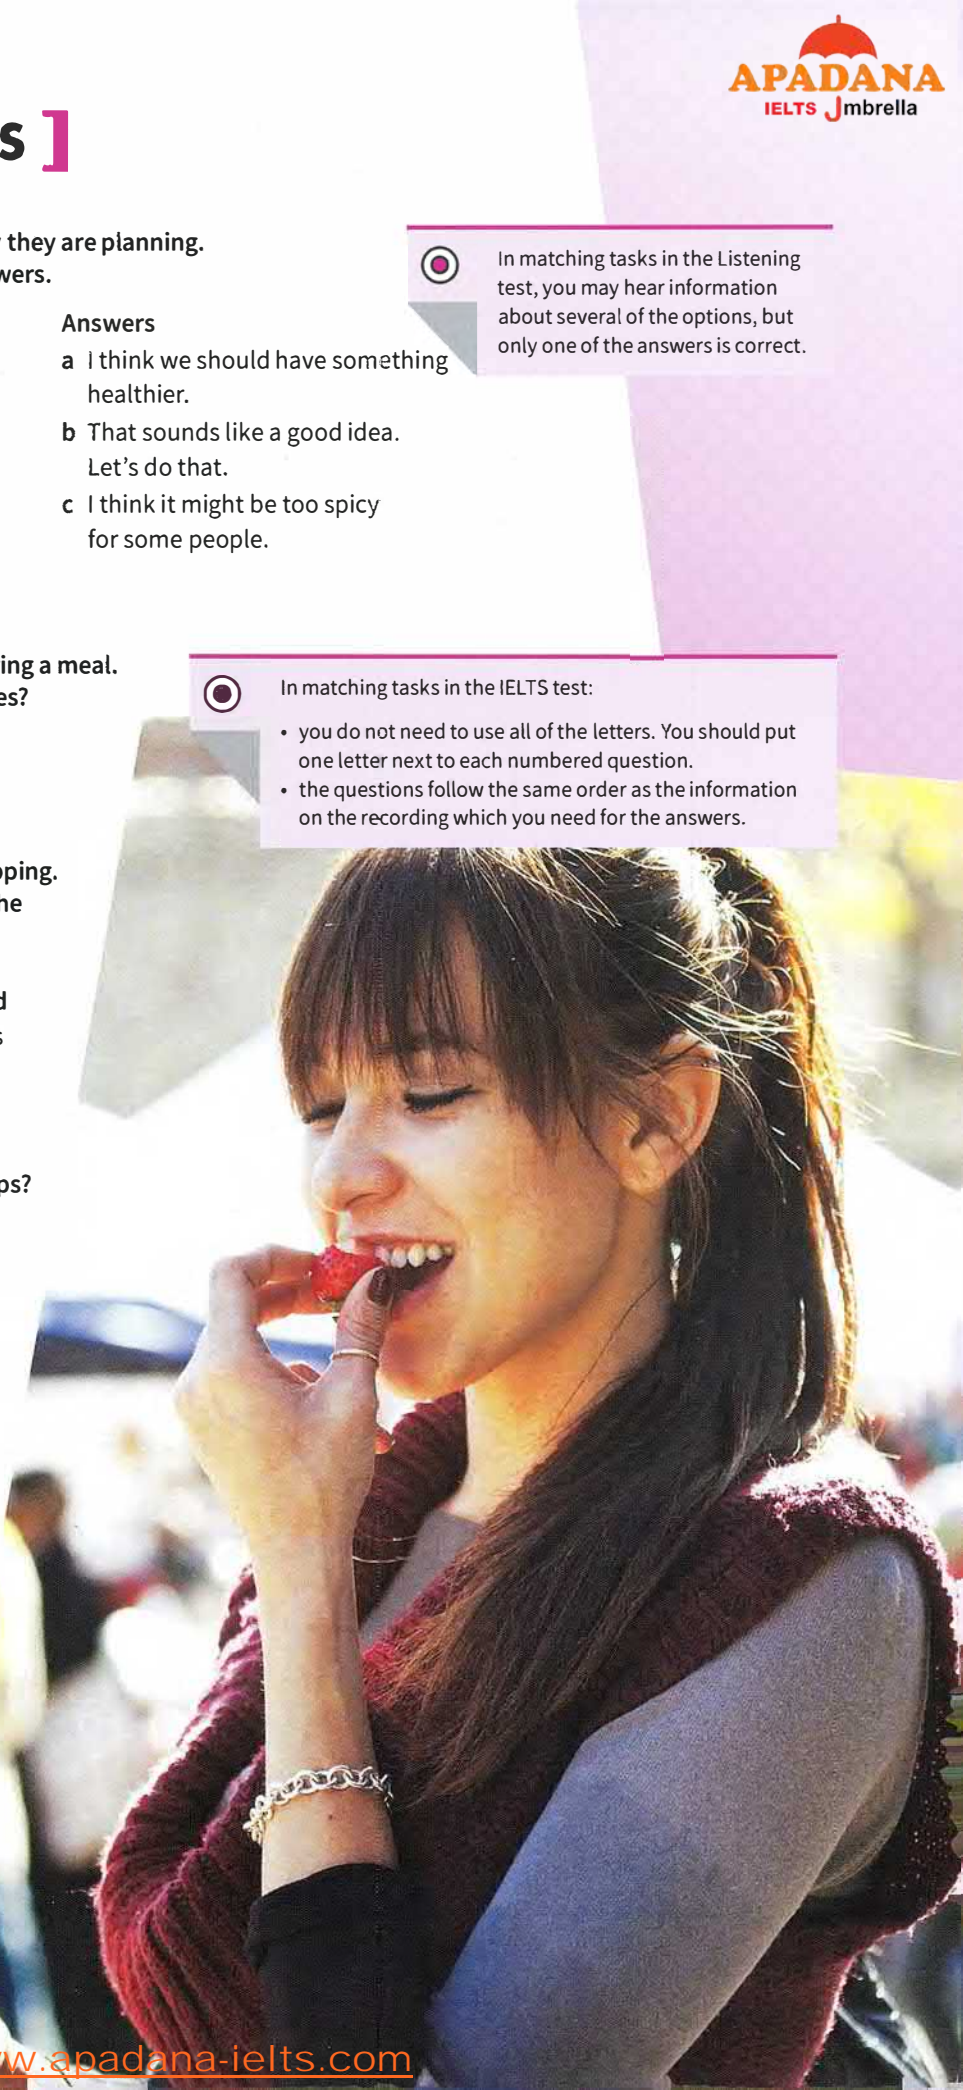 APADANA
IELTS Umbrella
s ]
they are planning.
wers.
In matching tasks in the Listening
test, you may hear information
about several of the options, but
only one of the answers is correct.
Answers
a I think we should have something
healthier.
b That sounds like a good idea.
Let's do that.
c I think it might be too spicy
for some people.
ing a meal.
es?
In matching tasks in the IELTS test:
• you do not need to use all of the letters. You should put
one letter next to each numbered question.
• the questions follow the same order as the information
on the recording which you need for the answers.
pping.
he
d
s
ps?
w.apadana-ielts.com